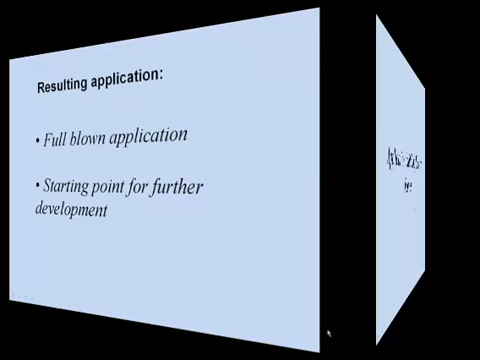 Resulting application:
• Full blown application
• Starting point for further
development